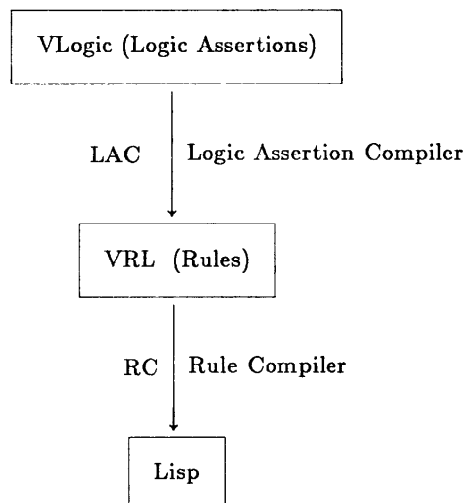 VLogic (Logic Assertions)
LAC Logic Assertion Compiler
VRL (Rules)
RC Rule Compiler
Lisp